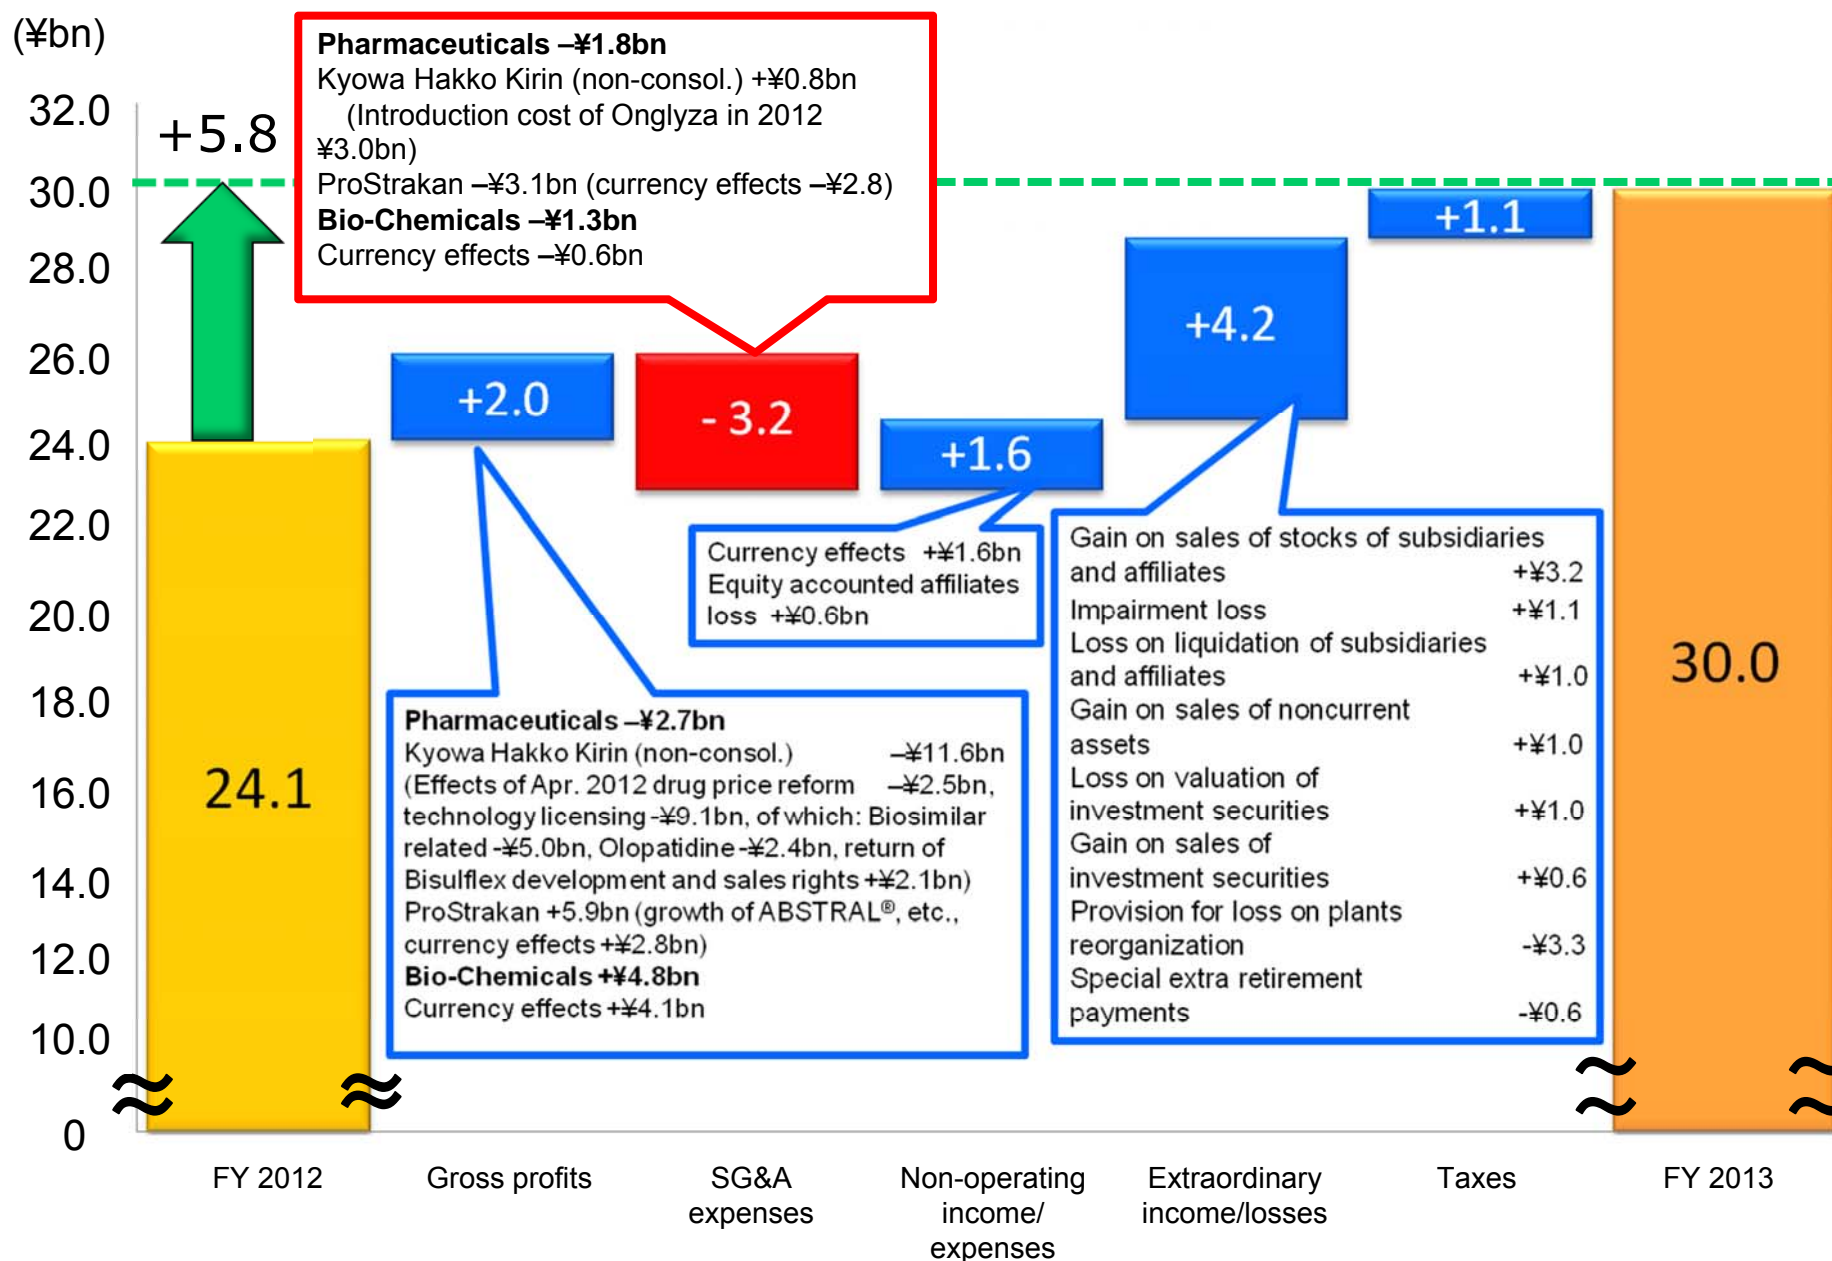 (¥bn)
32.0
30.0
28.0
26.0
24.0
22.0
20.0
18.0
16.0
14.0
12.0
10.0
0
+5.8
Pharmaceuticals –¥1.8bn
Kyowa Hakko Kirin (non-consol.) +¥0.8bn
(Introduction cost of Onglyza in 2012
¥3.0bn)
ProStrakan –¥3.1bn (currency effects –¥2.8)
Bio-Chemicals –¥1.3bn
Currency effects –¥0.6bn
24.1
+2.0
- 3.2
+1.6
+4.2
+1.1
30.0
Pharmaceuticals –¥2.7bn
Kyowa Hakko Kirin (non-consol.) –¥11.6bn
(Effects of Apr. 2012 drug price reform –¥2.5bn,
technology licensing -¥9.1bn, of which: Biosimilar
related -¥5.0bn, Olopatidine -¥2.4bn, return of
Bisulflex development and sales rights +¥2.1bn)
ProStrakan +5.9bn (growth of ABSTRAL®, etc.,
currency effects +¥2.8bn)
Bio-Chemicals +¥4.8bn
Currency effects +¥4.1bn
Currency effects +¥1.6bn
Equity accounted affiliates
loss +¥0.6bn
Gain on sales of stocks of subsidiaries
and affiliates +¥3.2
Impairment loss +¥1.1
Loss on liquidation of subsidiaries
and affiliates +¥1.0
Gain on sales of noncurrent
assets +¥1.0
Loss on valuation of
investment securities +¥1.0
Gain on sales of
investment securities +¥0.6
Provision for loss on plants
reorganization -¥3.3
Special extra retirement
payments -¥0.6
FY 2012
Gross profits
SG&A
expenses
Non-operating
income/
expenses
Extraordinary
income/losses
Taxes
FY 2013